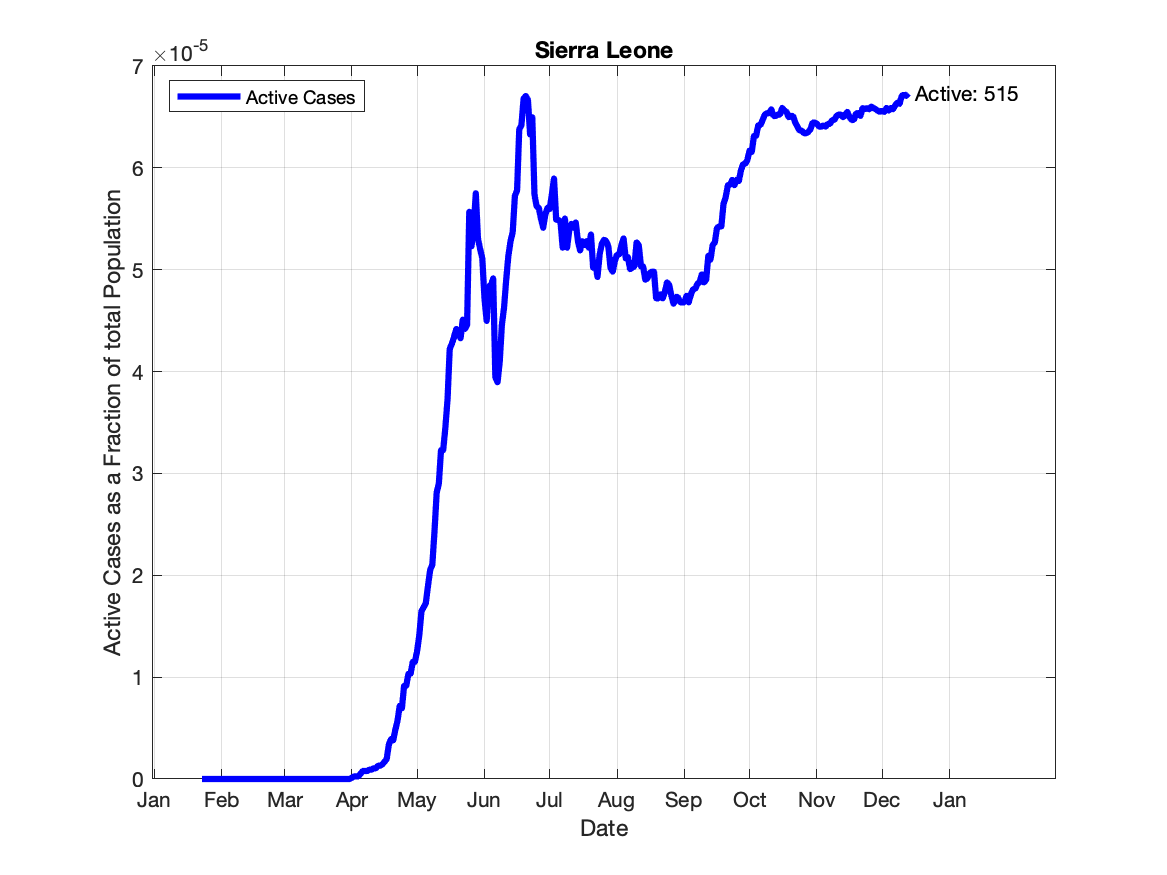 Sierra Leone
×10-5
Active Cases
Active: 515
7
6
5
4
3
2
1
0
Active Cases as a Fraction of total Population
Jan Feb Mar Apr May Jun Jul Aug Sep Oct Nov Dec Jan
Date